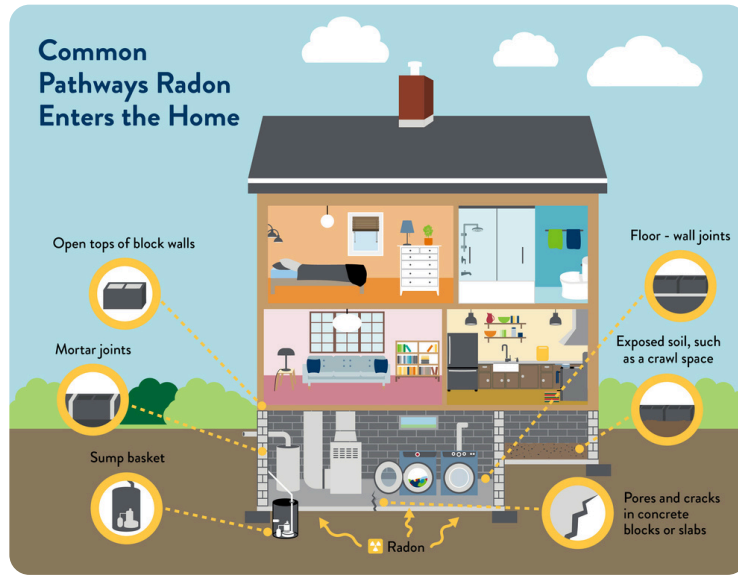 Common
Pathways Radon
Enters the Home
Open tops of block walls
Mortar joints
Sump basket
Floor - wall joints
Exposed soil, such
as a crawl space
Pores and cracks
in concrete
blocks or slabs
Radon